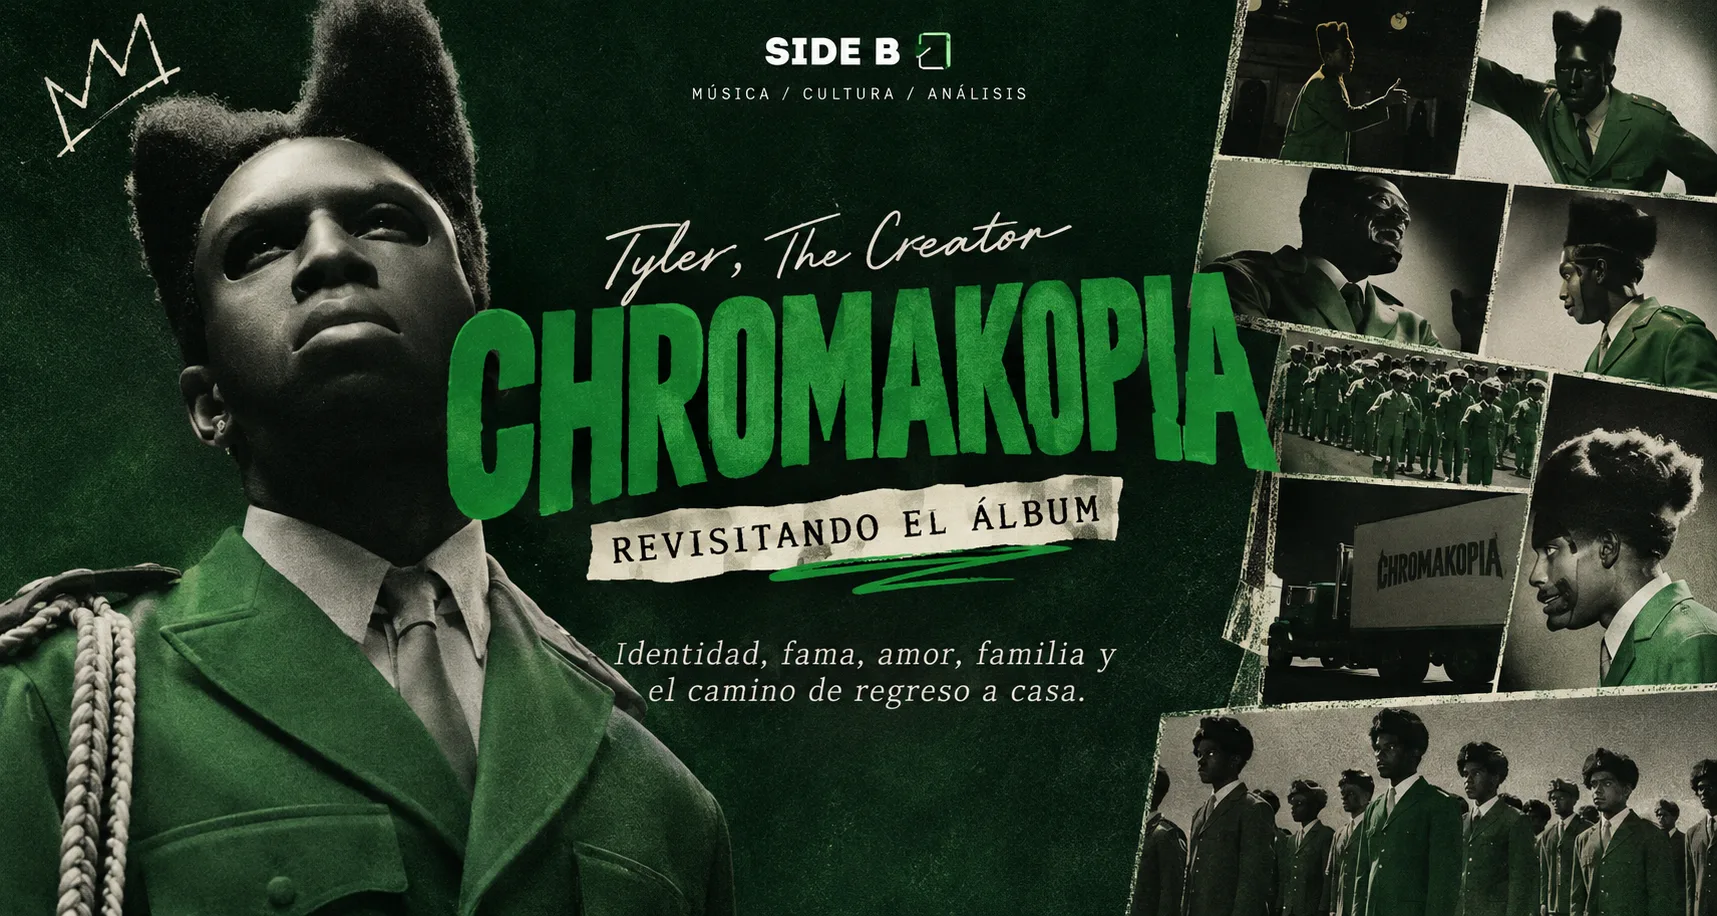 SIDE B
MÚSICA / CULTURA / ANÁLISIS
Tyler, The Creator
CHROMAKOPIA
REVISITANDO EL ÁLBUM
Identidad, fama, amor, familia y
el camino de regreso a casa.
CHROMAKOPIA